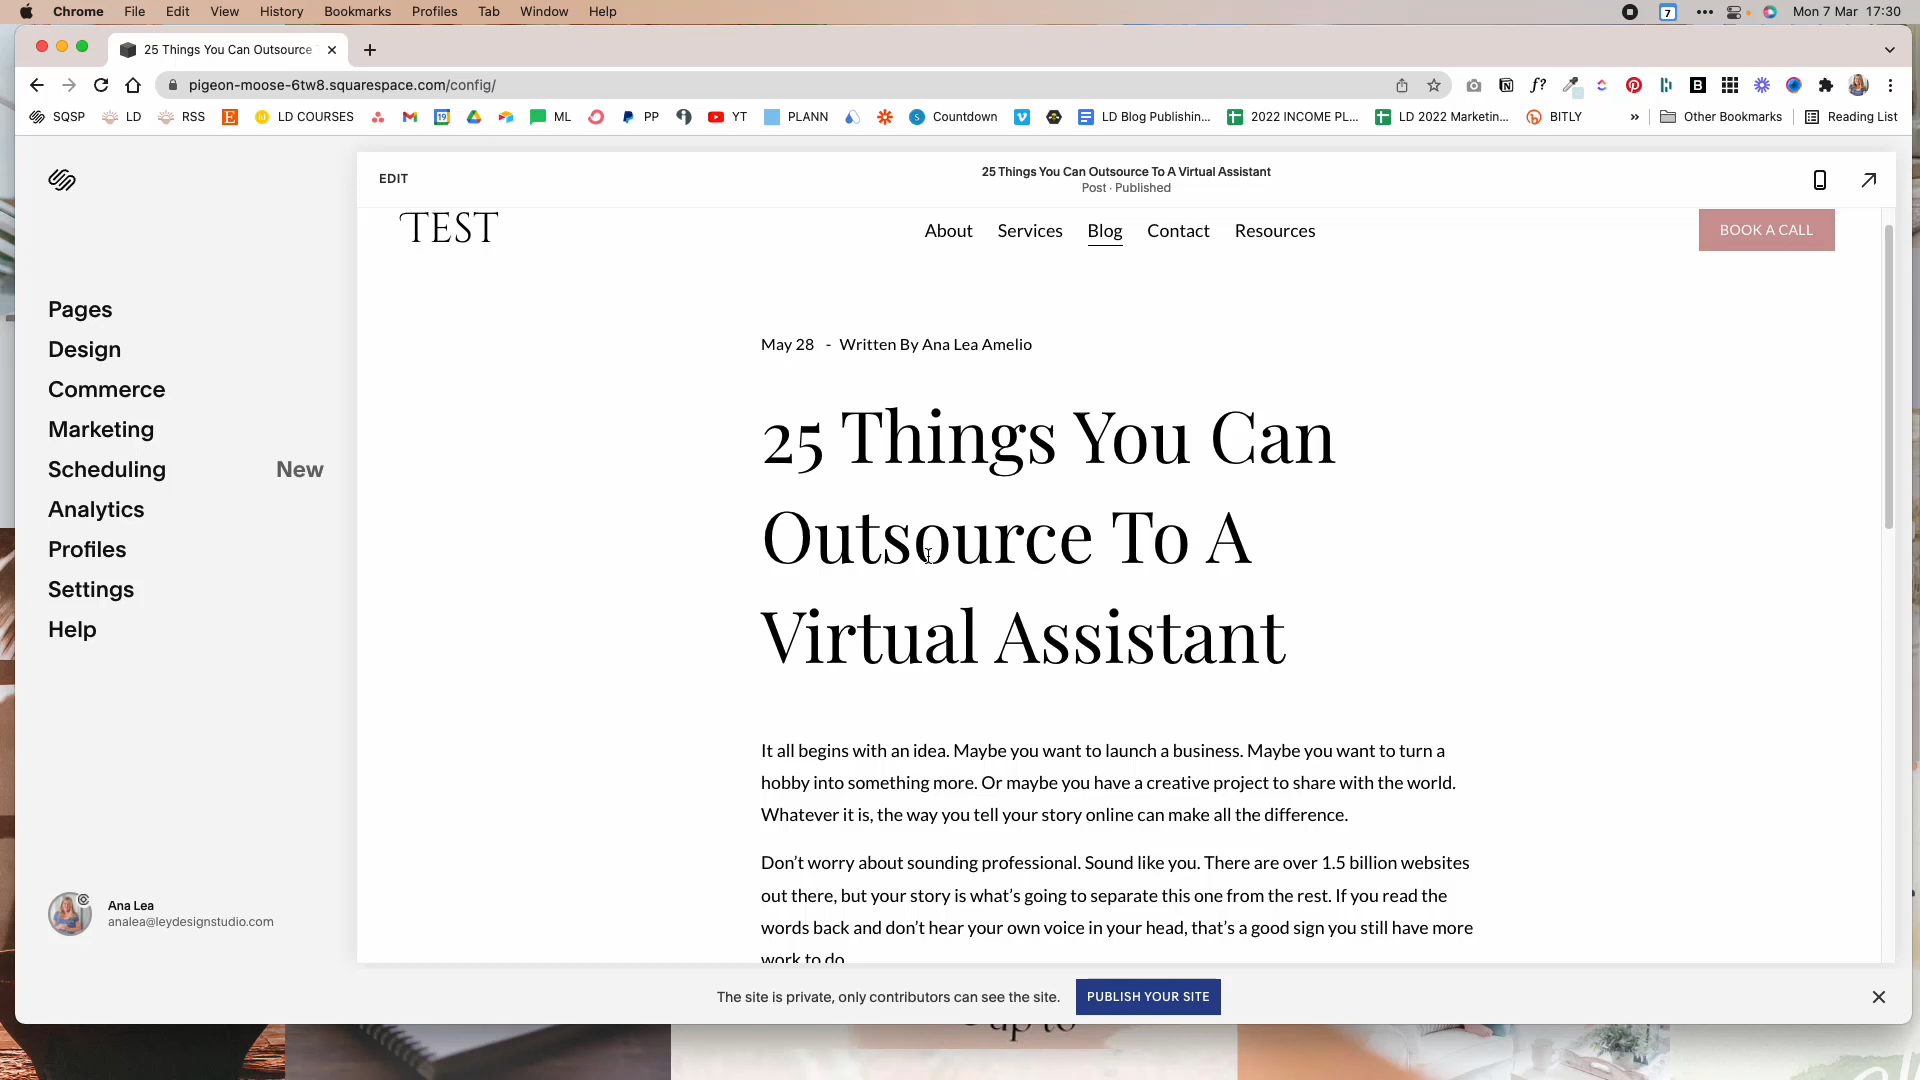 Chrome File Edit View History Bookmarks Profiles Tab Window Help 7 Mon 7 Mar 17:30
25 Things You Can Outsource
pigeon-moose-6tw8.squarespace.com/config/
SQSP LD RSS LD COURSES ML PP YT PLANN Countdown LD Blog Publishin... 2022 INCOME PL... LD 2022 Marketin... BITLY » Other Bookmarks Reading List
EDIT
25 Things You Can Outsource To A Virtual Assistant
Post · Published
TEST
About Services Blog Contact Resources
BOOK A CALL
Pages
Design
Commerce
Marketing
Scheduling New
Analytics
Profiles
Settings
Help
Ana Lea
analea@leydesignstudio.com
May 28 - Written By Ana Lea Amelio
25 Things You Can
Outsource To A
Virtual Assistant
It all begins with an idea. Maybe you want to launch a business. Maybe you want to turn a
hobby into something more. Or maybe you have a creative project to share with the world.
Whatever it is, the way you tell your story online can make all the difference.
Don't worry about sounding professional. Sound like you. There are over 1.5 billion websites
out there, but your story is what's going to separate this one from the rest. If you read the
words back and don't hear your own voice in your head, that's a good sign you still have more
work to do.
The site is private, only contributors can see the site.
PUBLISH YOUR SITE
up to